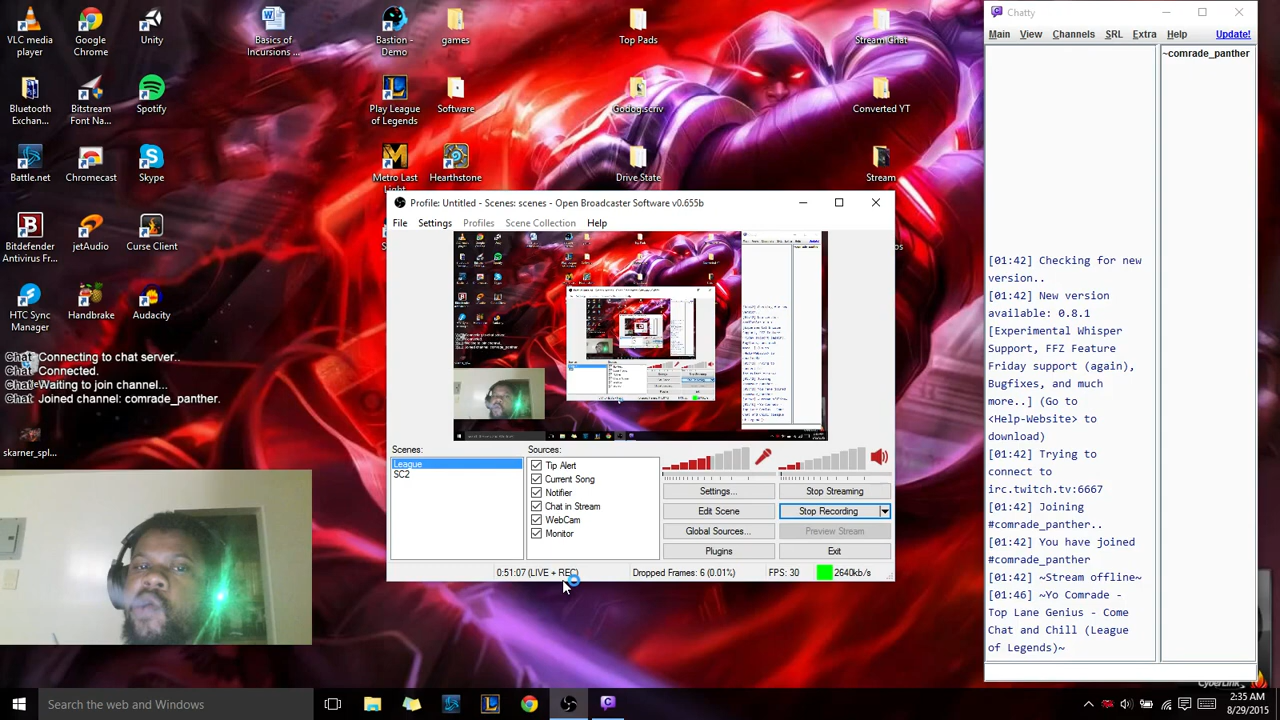 VLC media
player
Google
Chrome
Unity
Basics of
Incursions ...
Bastion -
Demo
games
Top Pads
Stream Chat
Bluetooth
Exchan...
Bitstream
Font Na...
Spotify
Play League
of Legends
Software
Godog.scriv
Converted YT
Battle.net
Chromecast
Skype
Metro Last
Light
Hearthstone
Drive State
Stream
Bitdefender
Antivirus Fr...
jetAudio
Curse Client
HTC Sync
Manager
Handbrake
Audacity
Chat: Connecting to chat server..
Chat: Connected.
Chat: Waiting to join channel...
Chat: Joined channel: comrade_panther.
skarner_spl...
Profile: Untitled - Scenes: scenes - Open Broadcaster Software v0.655b
File
Settings
Profiles
Scene Collection
Help
Scenes:
League
SC2
Sources:
Tip Alert
Current Song
Notifier
Chat in Stream
WebCam
Monitor
Settings...
Stop Streaming
Edit Scene
Stop Recording
Global Sources...
Preview Stream
Plugins
Exit
0:51:07 (LIVE + REC)
Dropped Frames: 6 (0.01%)
FPS: 30
2640kb/s
Chatty
Main
View
Channels
SRL
Extra
Help
Update!
~comrade_panther
[01:42] Checking for new
version.
[01:42] New version
available: 0.8.1
[Experimental Whisper
Support, FFZ Feature
Friday support (again),
Bugfixes, and much
more..] (Go to
<Help-Website> to
download)
[01:42] Trying to
connect to
irc.twitch.tv:6667
[01:42] Joining
#comrade_panther..
[01:42] You have joined
#comrade_panther
[01:42] ~Stream offline~
[01:46] ~Yo Comrade -
Top Lane Genius - Come
Chat and Chill (League
of Legends)~
CyberLink
Search the web and Windows
2:35 AM
8/29/2015